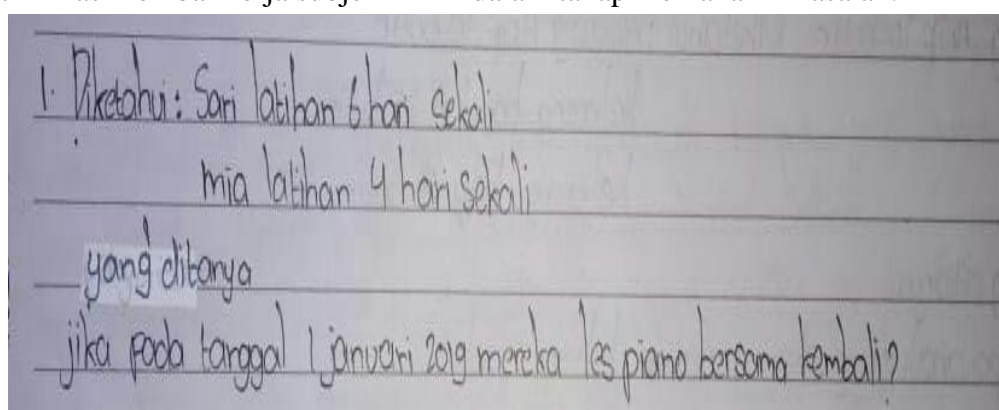 1. Diketahui: Sari latihan 6 hari sekali
mia latihan 4 hari sekali
yang ditanya
jika pada tanggal 1 januari 2019 mereka les piano bersama kembali?